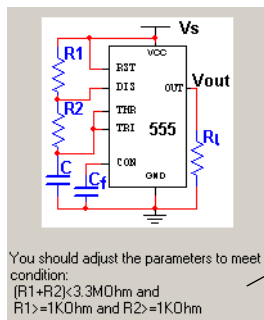 Vs
R1
VCC
RST
DIS
OUT
Vout
R2
THR
TRI
555
Rl
C
Cf
CON
GND
You should adjust the parameters to meet
condition:
(R1+R2)<3.3MOhm and
R1>=1KOhm and R2>=1KOhm